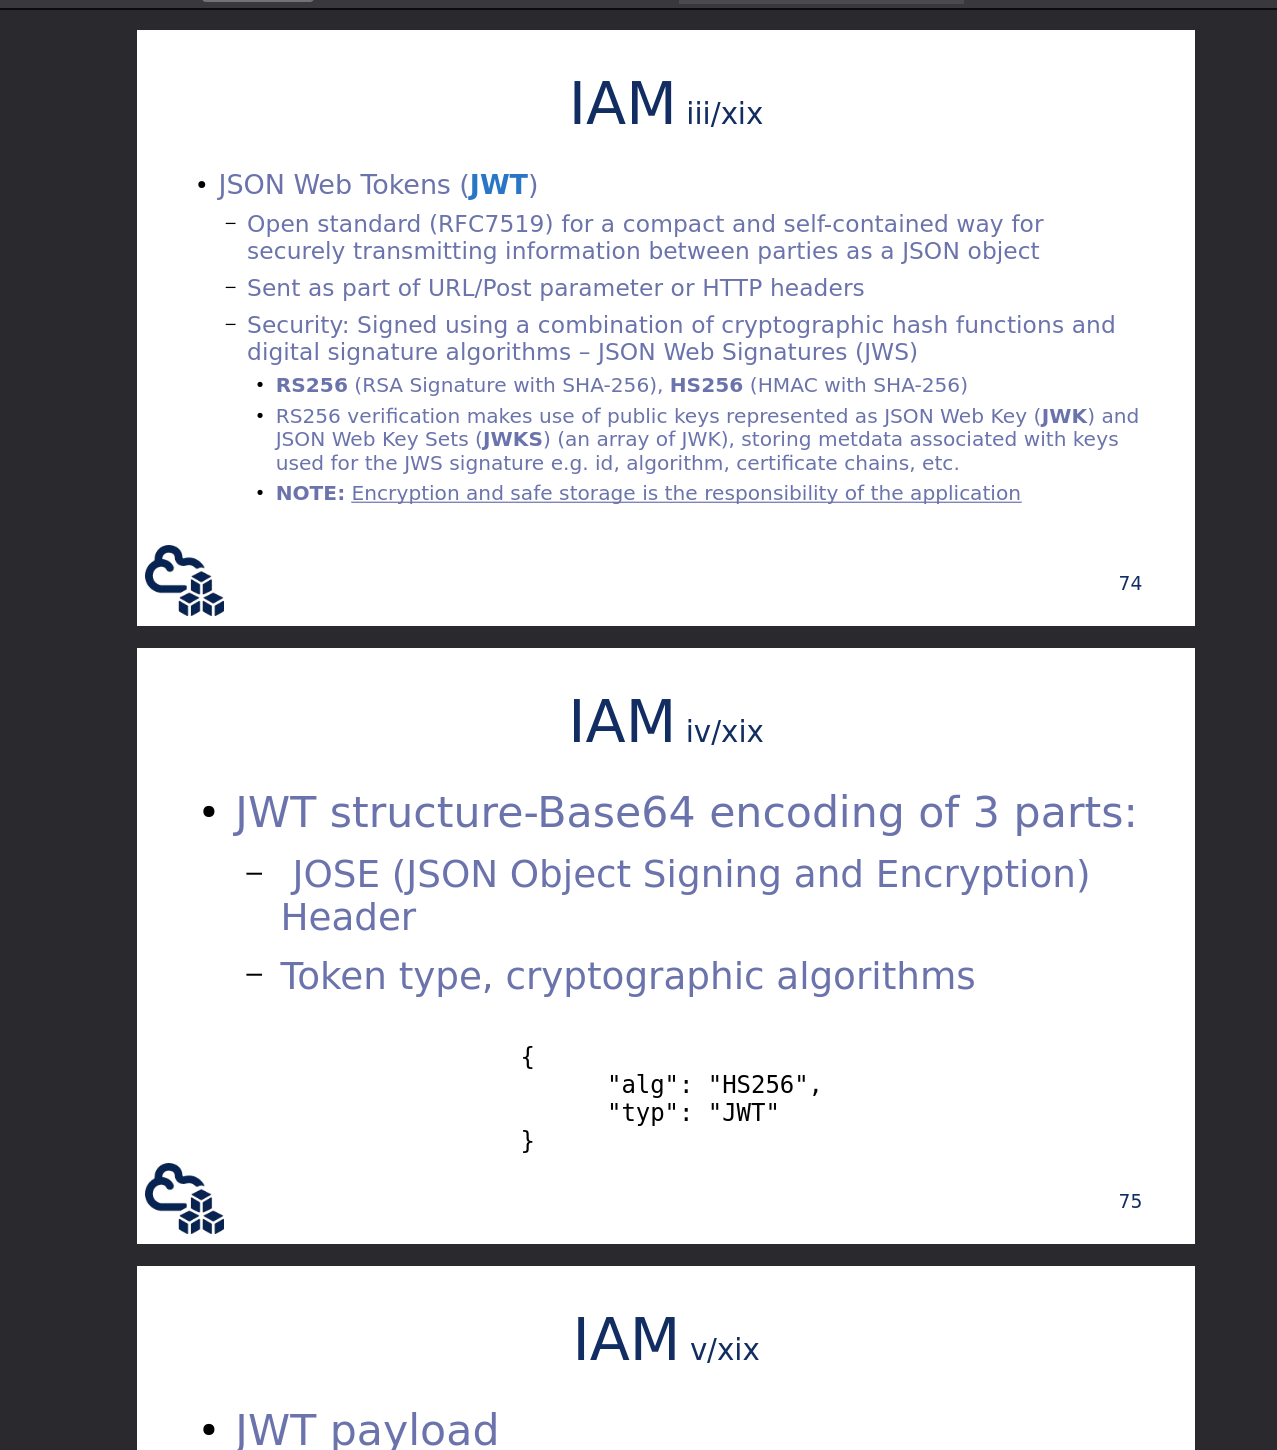 IAM iii/xix
• JSON Web Tokens (JWT)
– Open standard (RFC7519) for a compact and self-contained way for
securely transmitting information between parties as a JSON object
– Sent as part of URL/Post parameter or HTTP headers
– Security: Signed using a combination of cryptographic hash functions and
digital signature algorithms – JSON Web Signatures (JWS)
• RS256 (RSA Signature with SHA-256), HS256 (HMAC with SHA-256)
• RS256 verification makes use of public keys represented as JSON Web Key (JWK) and
JSON Web Key Sets (JWKS) (an array of JWK), storing metdata associated with keys
used for the JWS signature e.g. id, algorithm, certificate chains, etc.
• NOTE: Encryption and safe storage is the responsibility of the application
74
IAM iv/xix
• JWT structure-Base64 encoding of 3 parts:
– JOSE (JSON Object Signing and Encryption)
Header
– Token type, cryptographic algorithms
{
"alg": "HS256",
"typ": "JWT"
}
75
IAM v/xix
• JWT payload